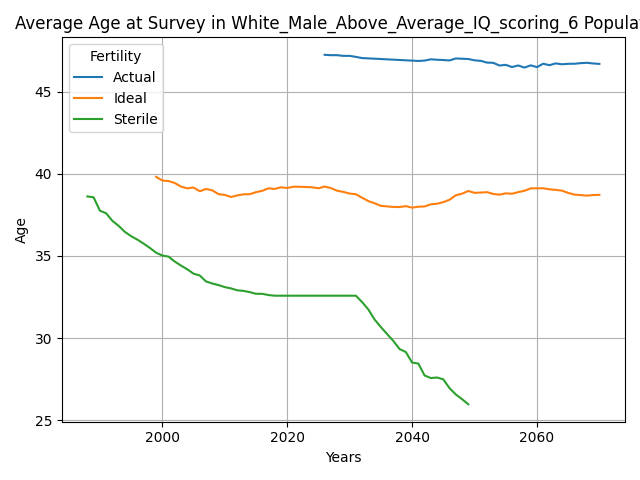 Average Age at Survey in White_Male_Above_Average_IQ_scoring_6 Popula
Fertility
Actual
Ideal
Sterile
Age
45
40
35
30
25
2000
2020
2040
2060
Years